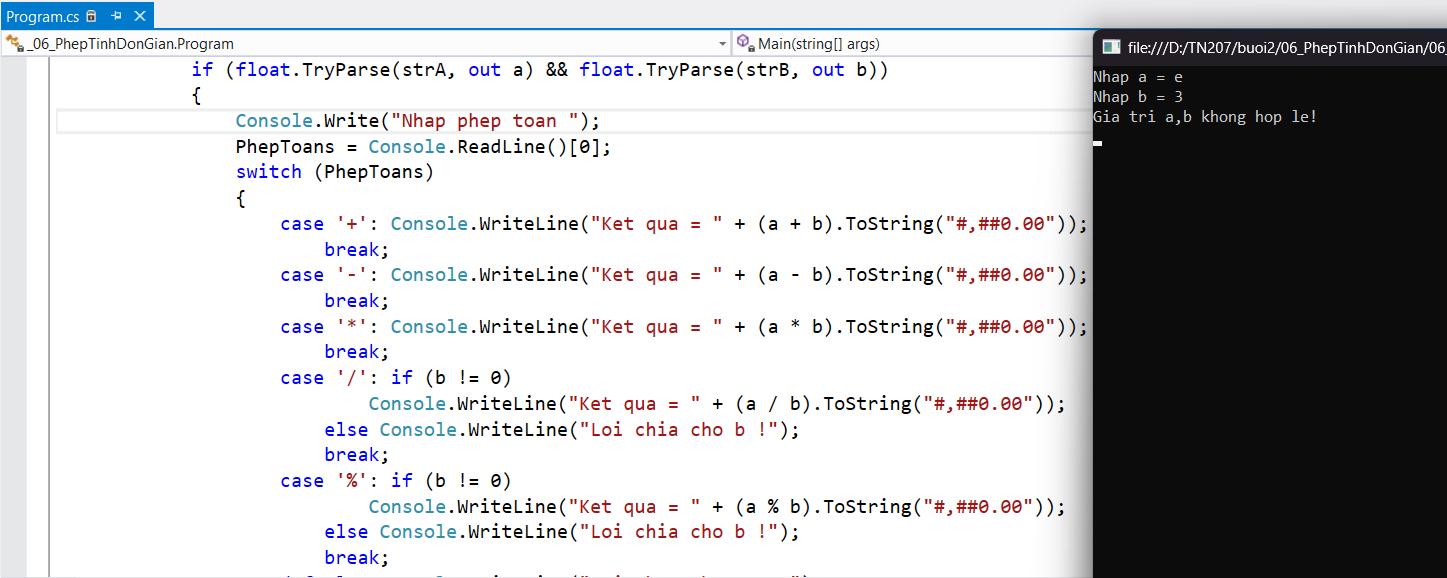 Program.cs
_06_PhepTinhDonGian.Program
Main(string[] args)
if (float.TryParse(strA, out a) && float.TryParse(strB, out b))
{
Console.Write("Nhap phep toan ");
PhepToans = Console.ReadLine()[0];
switch (PhepToans)
{
case '+': Console.WriteLine("Ket qua = " + (a + b).ToString("#,##0.00"));
break;
case '-': Console.WriteLine("Ket qua = " + (a - b).ToString("#,##0.00"));
break;
case '*': Console.WriteLine("Ket qua = " + (a * b).ToString("#,##0.00"));
break;
case '/': if (b != 0)
Console.WriteLine("Ket qua = " + (a / b).ToString("#,##0.00"));
else Console.WriteLine("Loi chia cho b !");
break;
case '%': if (b != 0)
Console.WriteLine("Ket qua = " + (a % b).ToString("#,##0.00"));
else Console.WriteLine("Loi chia cho b !");
break;
file:///D:/TN207/buoi2/06_PhepTinhDonGian/06_
Nhap a = e
Nhap b = 3
Gia tri a,b khong hop le!